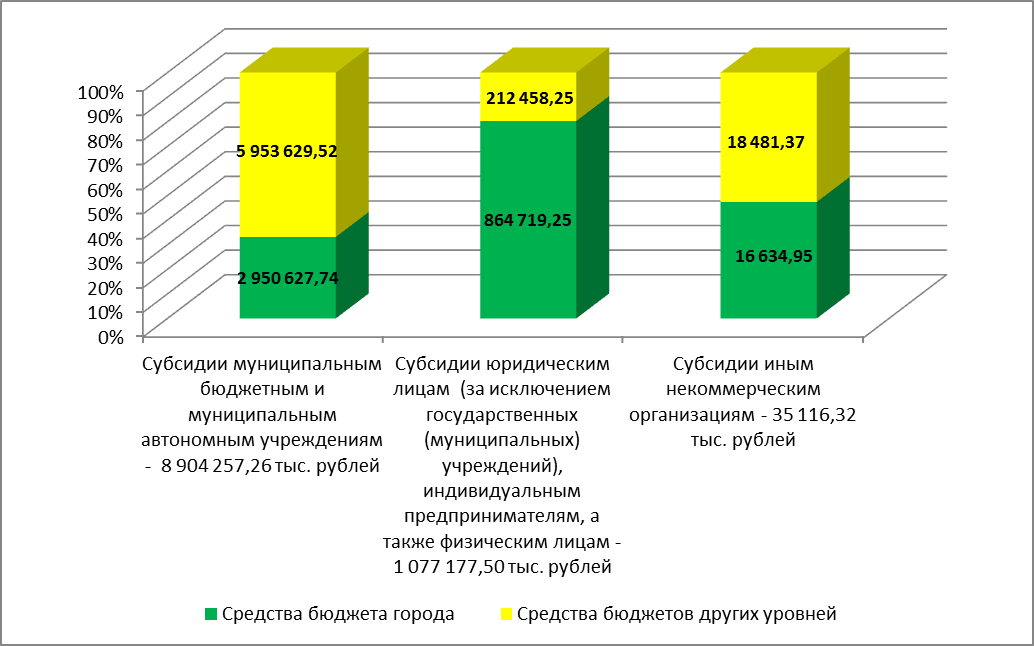 100%
90%
80%
70%
60%
50%
40%
30%
20%
10%
0%
5 953 629,52
2 950 627,74
212 458,25
864 719,25
18 481,37
16 634,95
Субсидии муниципальным
бюджетным и
муниципальным
автономным учреждениям
- 8 904 257,26 тыс. рублей
Субсидии юридическим
лицам (за исключением
государственных
(муниципальных)
учреждений),
индивидуальным
предпринимателям, а
также физическим лицам -
1 077 177,50 тыс. рублей
Субсидии иным
некоммерческим
организациям - 35 116,32
тыс. рублей
Средства бюджета города
Средства бюджетов других уровней